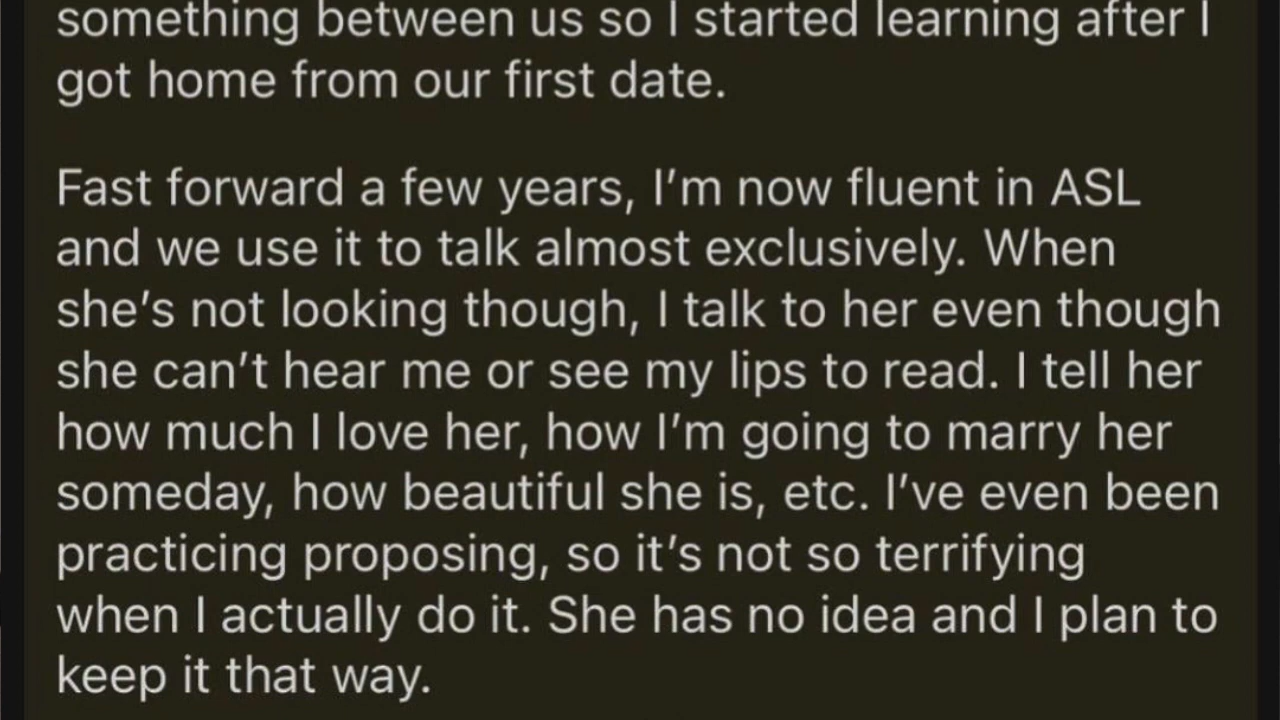 something between us so I started learning after I
got home from our first date.
Fast forward a few years, I’m now fluent in ASL
and we use it to talk almost exclusively. When
she’s not looking though, I talk to her even though
she can’t hear me or see my lips to read. I tell her
how much I love her, how I’m going to marry her
someday, how beautiful she is, etc. I’ve even been
practicing proposing, so it’s not so terrifying
when I actually do it. She has no idea and I plan to
keep it that way.